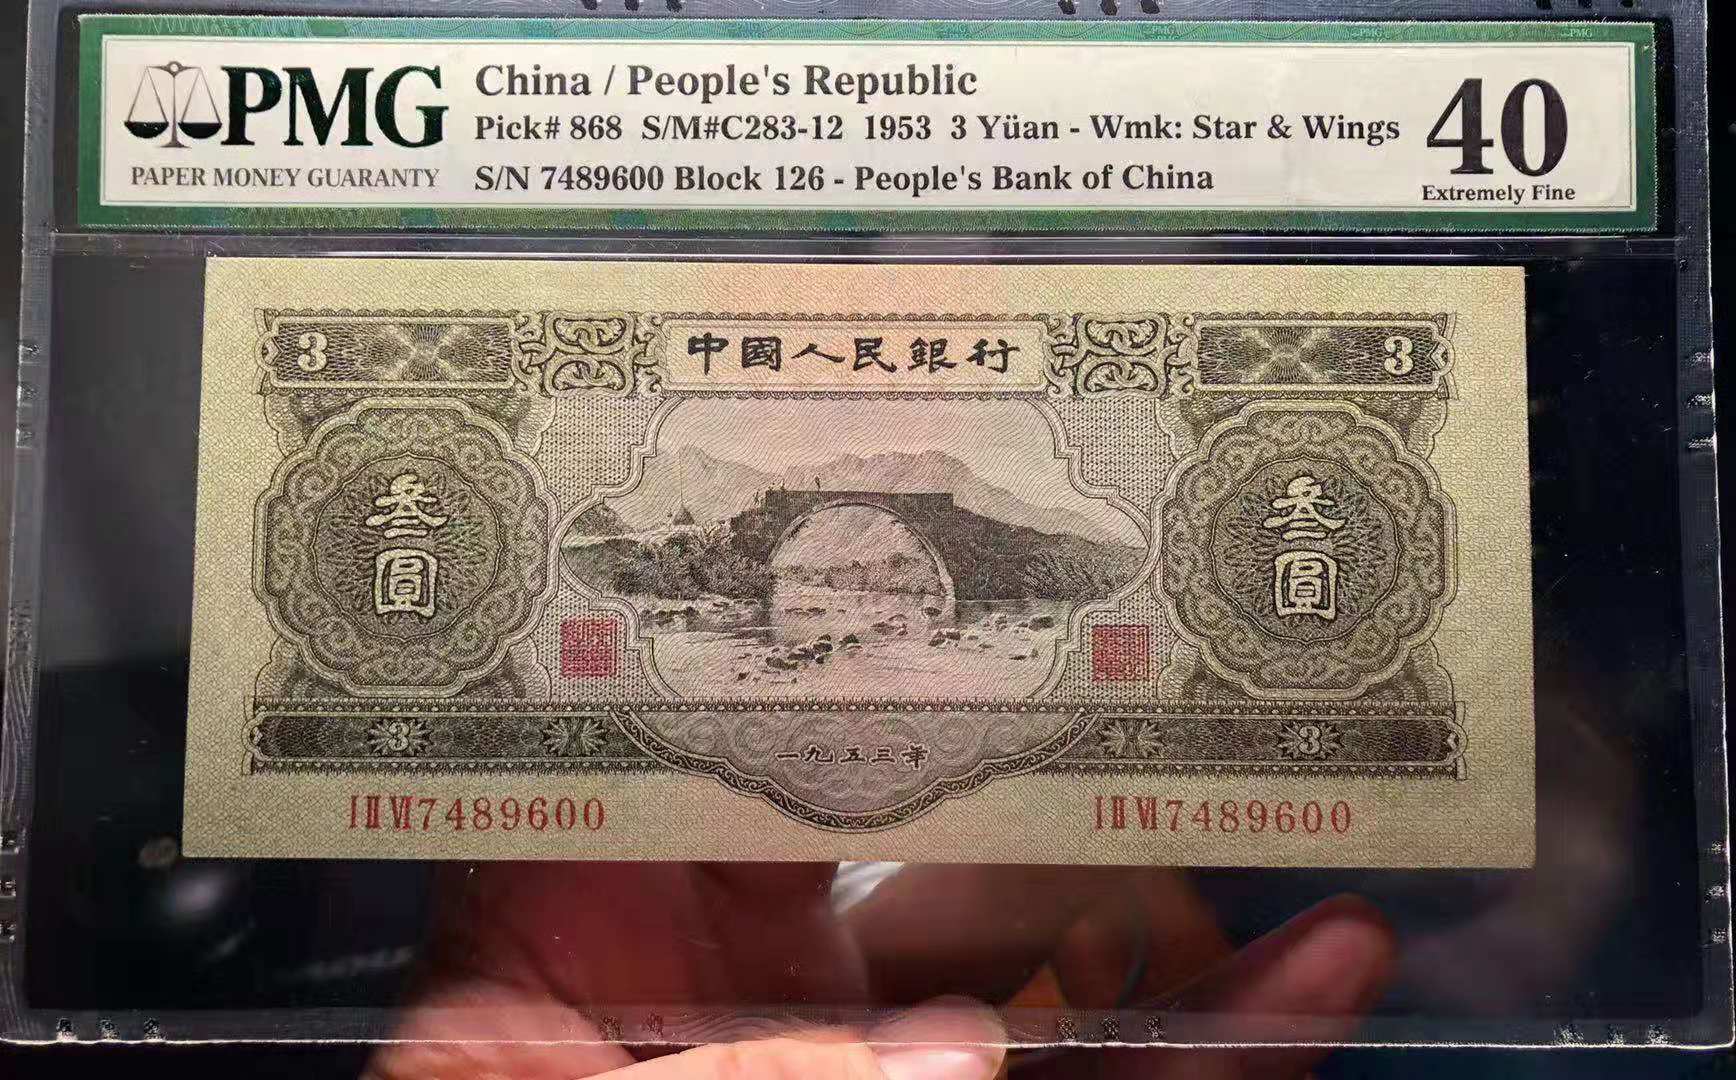 PMG
PAPER MONEY GUARANTY
China / People's Republic
Pick# 868 S/M#C283-12 1953 3 Yüan - Wmk: Star & Wings
S/N 7489600 Block 126 - People's Bank of China
40
Extremely Fine
3
中國人民銀行
3
叁圓
叁圓
3
一九五三年
3
I II VI 7489600
I II VI 7489600